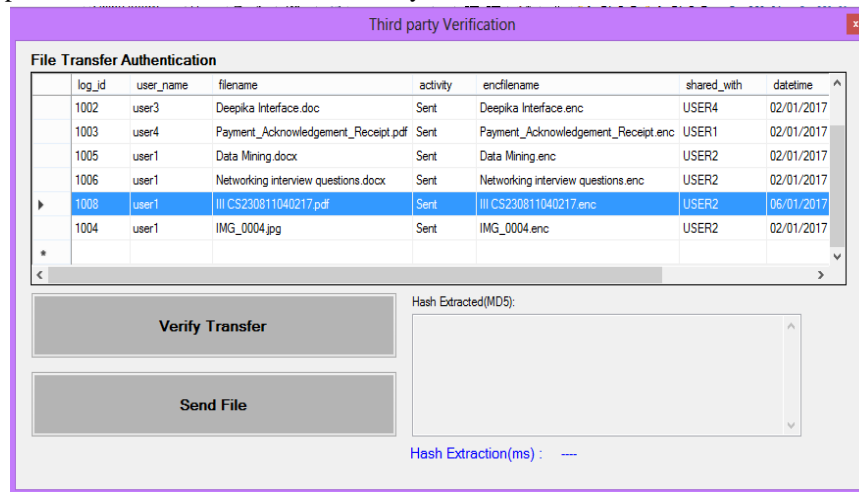 Third party Verification
x
File Transfer Authentication
log_id user_name filename activity encfilename shared_with datetime
1002 user3 Deepika Interface.doc Sent Deepika Interface.enc USER4 02/01/2017
1003 user4 Payment_Acknowledgement_Receipt.pdf Sent Payment_Acknowledgement_Receipt.enc USER1 02/01/2017
1005 user1 Data Mining.docx Sent Data Mining.enc USER2 02/01/2017
1006 user1 Networking interview questions.docx Sent Networking interview questions.enc USER2 02/01/2017
1008 user1 III CS230811040217.pdf Sent III CS230811040217.enc USER2 06/01/2017
1004 user1 IMG_0004.jpg Sent IMG_0004.enc USER2 02/01/2017
*
Verify Transfer
Hash Extracted(MD5):
Send File
Hash Extraction(ms) : ----